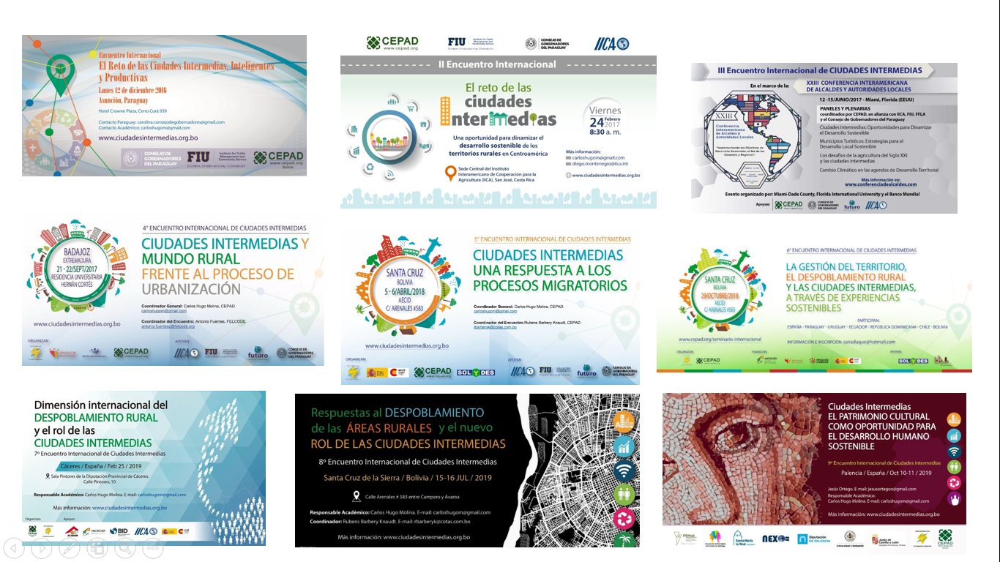 Encuentro Internacional
El Reto de las Ciudades Intermedias, Inteligentes
y Productivas
Lunes 12 de diciembre 2016
Asunción, Paraguay
Hotel Crowne Plaza, Cerro Corá 939
Contacto Paraguay: carolina.consejodegobernadores@gmail.com
Contacto Académico: carloshugom@gmail.com
www.ciudadesintermedias.org.bo
CONSEJO DE
GOBERNADORES
DEL PARAGUAY
FIU
Institute for Public
Management and
Community Service
FLORIDA INTERNATIONAL UNIVERSITY
CEPAD
www.cepad.org
Bolivia
CEPAD
www.cepad.org
FIU
Institute for Public
Management and
Community Service
FLORIDA INTERNATIONAL UNIVERSITY
CONSEJO DE
GOBERNADORES
DEL PARAGUAY
IICA
II Encuentro Internacional
El reto de las
ciudades
Intermedias
Una oportunidad para dinamizar el
desarrollo sostenible de los
territorios rurales en Centroamérica
Sede Central del Instituto
Interamericano de Cooperación para la
Agricultura (IICA), San José, Costa Rica
Viernes
24 Febrero
2017
8:30 a. m.
Más información:
carloshugom@gmail.com
diego.montenegro@iica.int
www.ciudadesintermedias.org.bo
III Encuentro Internacional de CIUDADES INTERMEDIAS
En el marco de la:
XXIII CONFERENCIA INTERAMERICANA
DE ALCALDES Y AUTORIDADES LOCALES
12 -15/JUNIO/2017 - Miami, Florida (EEUU)
PANELES Y PLENARIAS
coordinados por CEPAD, en alianza con IICA, FIU, FFLA
y el Consejo de Gobernadores del Paraguay
Ciudades Intermedias: Oportunidades para Dinamizar
el Desarrollo Sostenible
Municipios Turísticos: Estrategias para el
Desarrollo Local Sostenible
Los desafíos de la agricultura del Siglo XXI
y las ciudades intermedias
Cambio Climático en las agendas de Desarrollo Territorial
XXIII
Conferencia
Interamericana
de Alcaldes y
Autoridades Locales
"Implementando los Objetivos de
Desarrollo Sostenible: el Rol de las
Ciudades y Regiones"
Más información en:
www.conferenciadealcaldes.com
Evento organizado por: Miami-Dade County, Florida International University y el Banco Mundial
Apoyan:
CEPAD
CONSEJO DE
GOBERNADORES
DEL PARAGUAY
futuro
IICA
BADAJOZ
EXTREMADURA
21 - 22/SEPT/2017
RESIDENCIA UNIVERSITARIA
HERNÁN CORTÉS
www.ciudadesintermedias.org.bo
4° ENCUENTRO INTERNACIONAL DE CIUDADES INTERMEDIAS
CIUDADES INTERMEDIAS Y
MUNDO RURAL
FRENTE AL PROCESO DE
URBANIZACIÓN
Coordinador General: Carlos Hugo Molina, CEPAD.
carloshugom@gmail.com
Coordinador del Encuentro: Antonio Fuentes, FELCODE.
antonio.fuentesz@felcode.org
ORGANIZAN:
APOYAN:
CEPAD
IICA
FIU
futuro
CONSEJO DE
GOBERNADORES
DEL PARAGUAY
SANTA CRUZ
BOLIVIA
5 - 6/ABRIL/2018
AECID
C/ ARENALES #583
www.ciudadesintermedias.org.bo
5° ENCUENTRO INTERNACIONAL DE CIUDADES INTERMEDIAS
CIUDADES INTERMEDIAS
UNA RESPUESTA A LOS
PROCESOS MIGRATORIOS
Coordinador General: Carlos Hugo Molina, CEPAD.
carloshugom@gmail.com
Coordinador del Encuentro:Rubens Barbery Knaudt, CEPAD.
rbarberyk@cotas.com.bo
ORGANIZAN:
APOYAN:
CEPAD
www.cepad.org
SOLYDES
IICA
FIU
futuro
CONSEJO DE
GOBERNADORES
DEL PARAGUAY
SANTA CRUZ
BOLIVIA
29/OCTUBRE/2018
AECID
C/ ARENALES #583
www.cepad.org/seminario-internacional
6° ENCUENTRO INTERNACIONAL DE CIUDADES INTERMEDIAS
LA GESTIÓN DEL TERRITORIO,
EL DESPOBLAMIENTO RURAL
Y LAS CIUDADES INTERMEDIAS,
A TRAVÉS DE EXPERIENCIAS
SOSTENIBLES
PARTICIPAN:
ESPAÑA - PARAGUAY - URUGUAY - ECUADOR - REPÚBLICA DOMINICANA - CHILE - BOLIVIA
INFORMACIÓN E INSCRIPCIÓN: sairaduque@hotmail.com
CEPAD
AEXCID
SOLYDES
Dimensión internacional del
DESPOBLAMIENTO RURAL
y el rol de las
CIUDADES INTERMEDIAS
7º Encuentro Internacional de Ciudades Intermedias
Cáceres / España / Feb 25 / 2019
Sala Pintores de la Diputación Provincial de Cáceres.
Calle Pintores, 10
Responsable Académico: Carlos Hugo Molina. E-mail: carloshugom@gmail.com
Más información: www.ciudadesintermedias.org.bo
Organizan
Apoyan
CEPAD
AEXCID
BID
IICA
Respuestas al DESPOBLAMIENTO
de las ÁREAS RURALES y el nuevo
ROL DE LAS CIUDADES INTERMEDIAS
8º Encuentro Internacional de Ciudades Intermedias
Santa Cruz de la Sierra / Bolivia / 15-16 JUL / 2019
Calle Arenales # 583 entre Campero y Avaroa
Responsable Académico: Carlos Hugo Molina. E-mail: carloshugom@gmail.com
Coordinador: Rubens Barbery Knaudt. E-mail: rbarberyk@cotas.com.bo
Más información: www.ciudadesintermedias.org.bo
Ciudades Intermedias
EL PATRIMONIO CULTURAL
COMO OPORTUNIDAD PARA
EL DESARROLLO HUMANO
SOSTENIBLE
9º Encuentro Internacional de Ciudades Intermedias
Palencia / España / Oct 10-11 / 2019
Jesús Ortego. E-mail: jesusortegoo@gmail.com
Responsable Académico:
Carlos Hugo Molina. E-mail: carloshugom@gmail.com
Más información: www.ciudadesintermedias.org.bo
Santa María
la Real
NEXO
Diputación
DE PALENCIA
Universidad de Valladolid
Junta de
Castilla y León
CEPAD